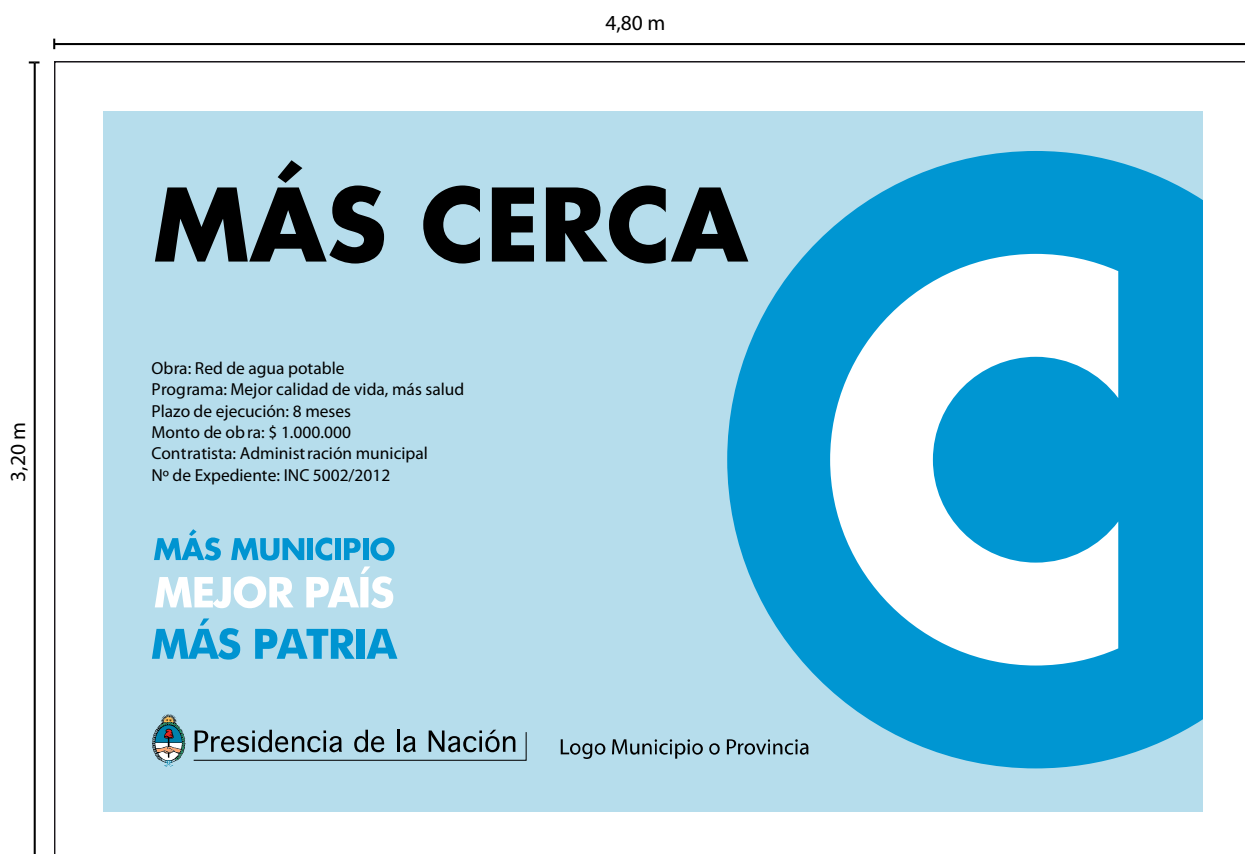 4,80 m
3,20 m
MÁS CERCA
Obra: Red de agua potable
Programa: Mejor calidad de vida, más salud
Plazo de ejecución: 8 meses
Monto de obra: $ 1.000.000
Contratista: Administración municipal
Nº de Expediente: INC 5002/2012
MÁS MUNICIPIO
MEJOR PAÍS
MÁS PATRIA
Presidencia de la Nación
Logo Municipio o Provincia